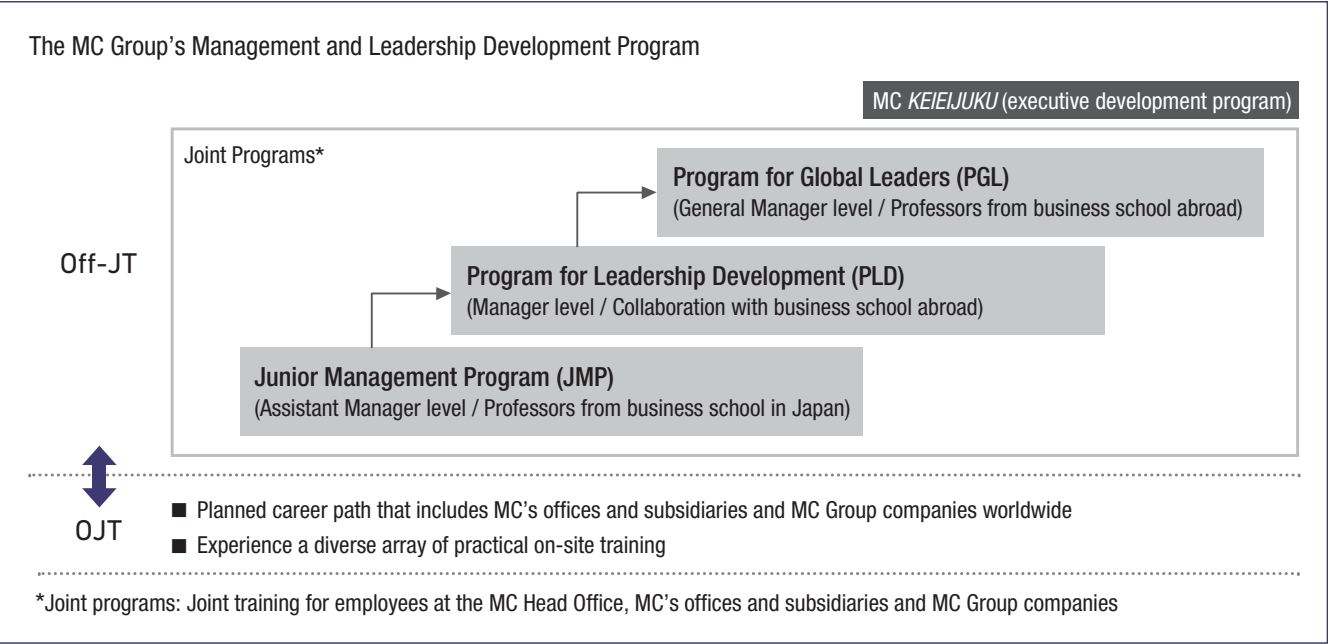 The MC Group’s Management and Leadership Development Program
MC KEIEIJUKU (executive development program)
Joint Programs*
Program for Global Leaders (PGL)
(General Manager level / Professors from business school abroad)
Off-JT
Program for Leadership Development (PLD)
(Manager level / Collaboration with business school abroad)
Junior Management Program (JMP)
(Assistant Manager level / Professors from business school in Japan)
OJT
■ Planned career path that includes MC’s offices and subsidiaries and MC Group companies worldwide
■ Experience a diverse array of practical on-site training
*Joint programs: Joint training for employees at the MC Head Office, MC’s offices and subsidiaries and MC Group companies